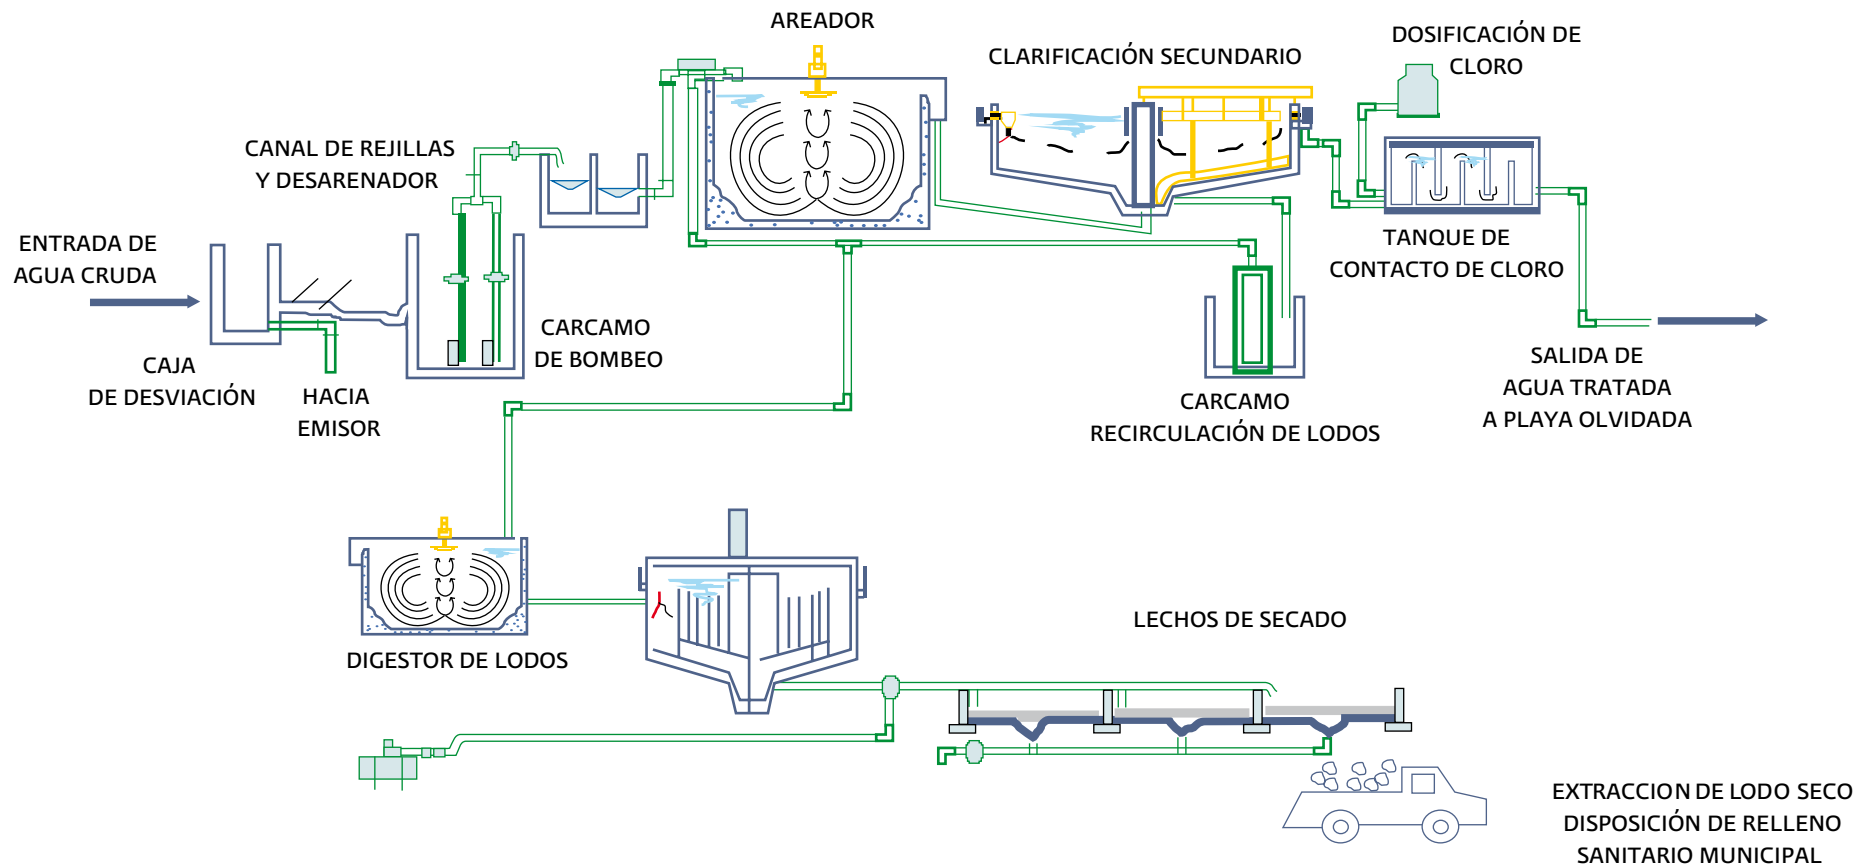 AREADOR
CLARIFICACIÓN SECUNDARIO
DOSIFICACIÓN DE
CLORO
CANAL DE REJILLAS
Y DESARENADOR
ENTRADA DE
AGUA CRUDA
TANQUE DE
CONTACTO DE CLORO
CARCAMO
DE BOMBEO
CAJA
DE DESVIACIÓN
HACIA
EMISOR
CARCAMO
RECIRCULACIÓN DE LODOS
SALIDA DE
AGUA TRATADA
A PLAYA OLVIDADA
DIGESTOR DE LODOS
LECHOS DE SECADO
EXTRACCION DE LODO SECO
DISPOSICIÓN DE RELLENO
SANITARIO MUNICIPAL